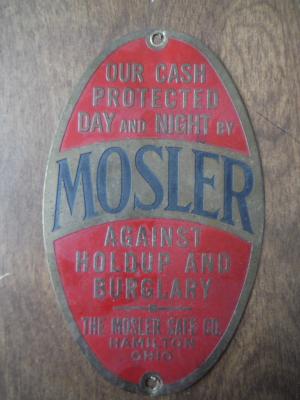 OUR CASH
PROTECTED
DAY AND NIGHT BY
MOSLER
AGAINST
HOLDUP AND
BURGLARY
THE MOSLER SAFE CO.
HAMILTON
OHIO